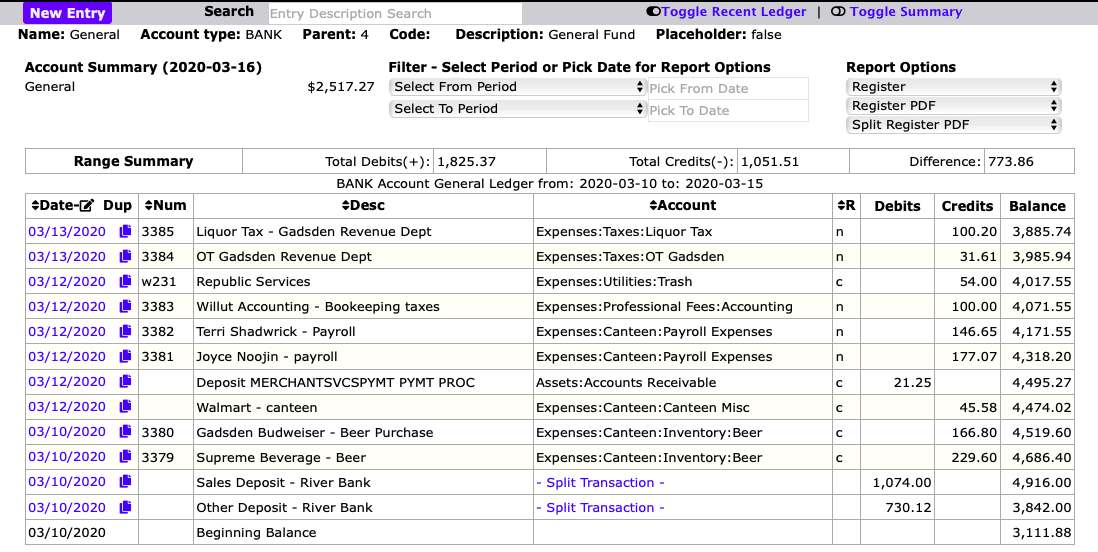 New Entry Search Entry Description Search Toggle Recent Ledger | Toggle Summary
Name: General Account type: BANK Parent: 4 Code: Description: General Fund Placeholder: false
Account Summary (2020-03-16) Filter - Select Period or Pick Date for Report Options Report Options
General $2,517.27 Select From Period Pick From Date Register
Select To Period Pick To Date Register PDF
Split Register PDF
Range Summary Total Debits(+): 1,825.37 Total Credits(-): 1,051.51 Difference: 773.86
BANK Account General Ledger from: 2020-03-10 to: 2020-03-15
Date- Dup Num Desc Account R Debits Credits Balance
03/13/2020 3385 Liquor Tax - Gadsden Revenue Dept Expenses:Taxes:Liquor Tax n 100.20 3,885.74
03/13/2020 3384 OT Gadsden Revenue Dept Expenses:Taxes:OT Gadsden n 31.61 3,985.94
03/12/2020 w231 Republic Services Expenses:Utilities:Trash c 54.00 4,017.55
03/12/2020 3383 Willut Accounting - Bookeeping taxes Expenses:Professional Fees:Accounting n 100.00 4,071.55
03/12/2020 3382 Terri Shadwrick - Payroll Expenses:Canteen:Payroll Expenses n 146.65 4,171.55
03/12/2020 3381 Joyce Noojin - payroll Expenses:Canteen:Payroll Expenses n 177.07 4,318.20
03/12/2020 Deposit MERCHANTSVCSPYMT PYMT PROC Assets:Accounts Receivable c 21.25 4,495.27
03/12/2020 Walmart - canteen Expenses:Canteen:Canteen Misc c 45.58 4,474.02
03/10/2020 3380 Gadsden Budweiser - Beer Purchase Expenses:Canteen:Inventory:Beer c 166.80 4,519.60
03/10/2020 3379 Supreme Beverage - Beer Expenses:Canteen:Inventory:Beer c 229.60 4,686.40
03/10/2020 Sales Deposit - River Bank - Split Transaction - 1,074.00 4,916.00
03/10/2020 Other Deposit - River Bank - Split Transaction - 730.12 3,842.00
03/10/2020 Beginning Balance 3,111.88